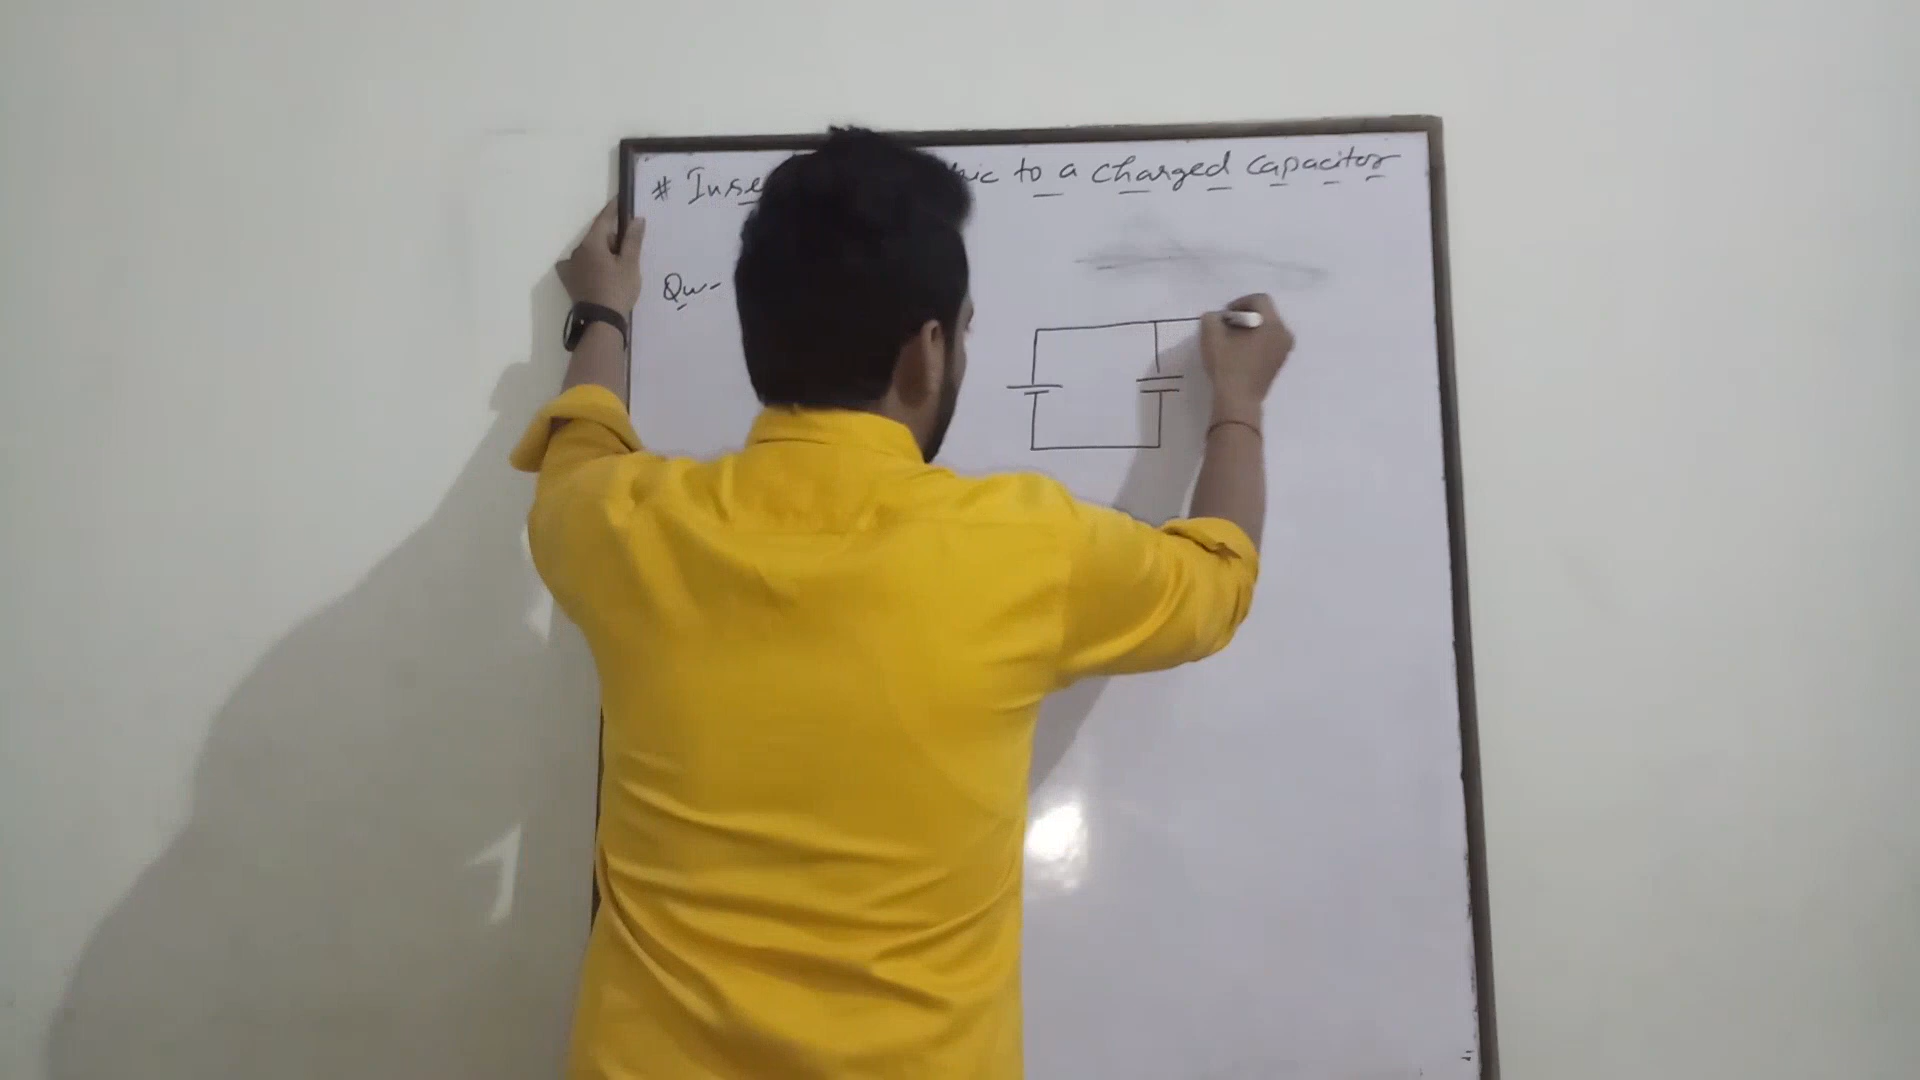 # Inse ic to a charged capacitor
Qu-